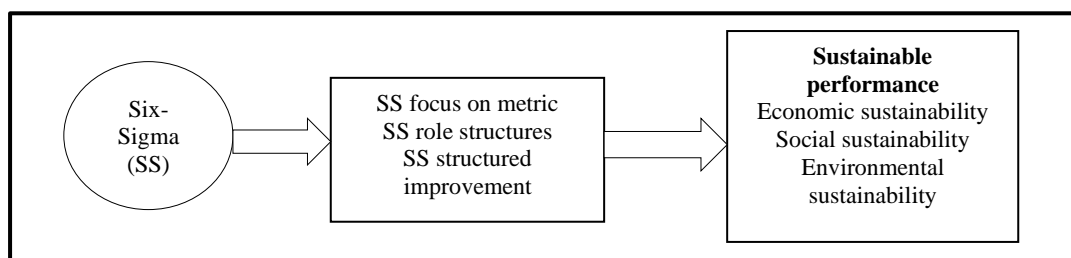 Six-
Sigma
(SS)
SS focus on metric
SS role structures
SS structured
improvement
Sustainable
performance
Economic sustainability
Social sustainability
Environmental
sustainability